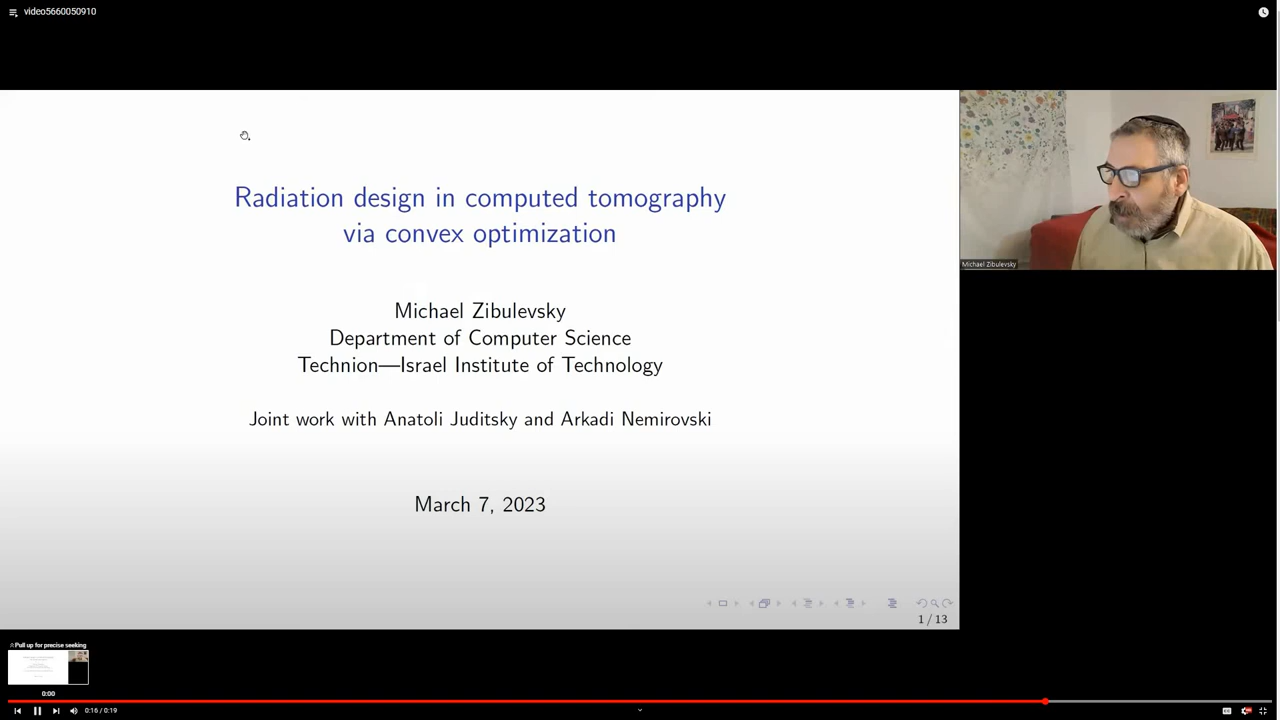 video5660050910
Radiation design in computed tomography
via convex optimization
Michael Zibulevsky
Department of Computer Science
Technion—Israel Institute of Technology
Joint work with Anatoli Juditsky and Arkadi Nemirovski
March 7, 2023
1 / 13
Michael Zibulevsky
Pull up for precise seeking
0:00
0:16 / 0:19